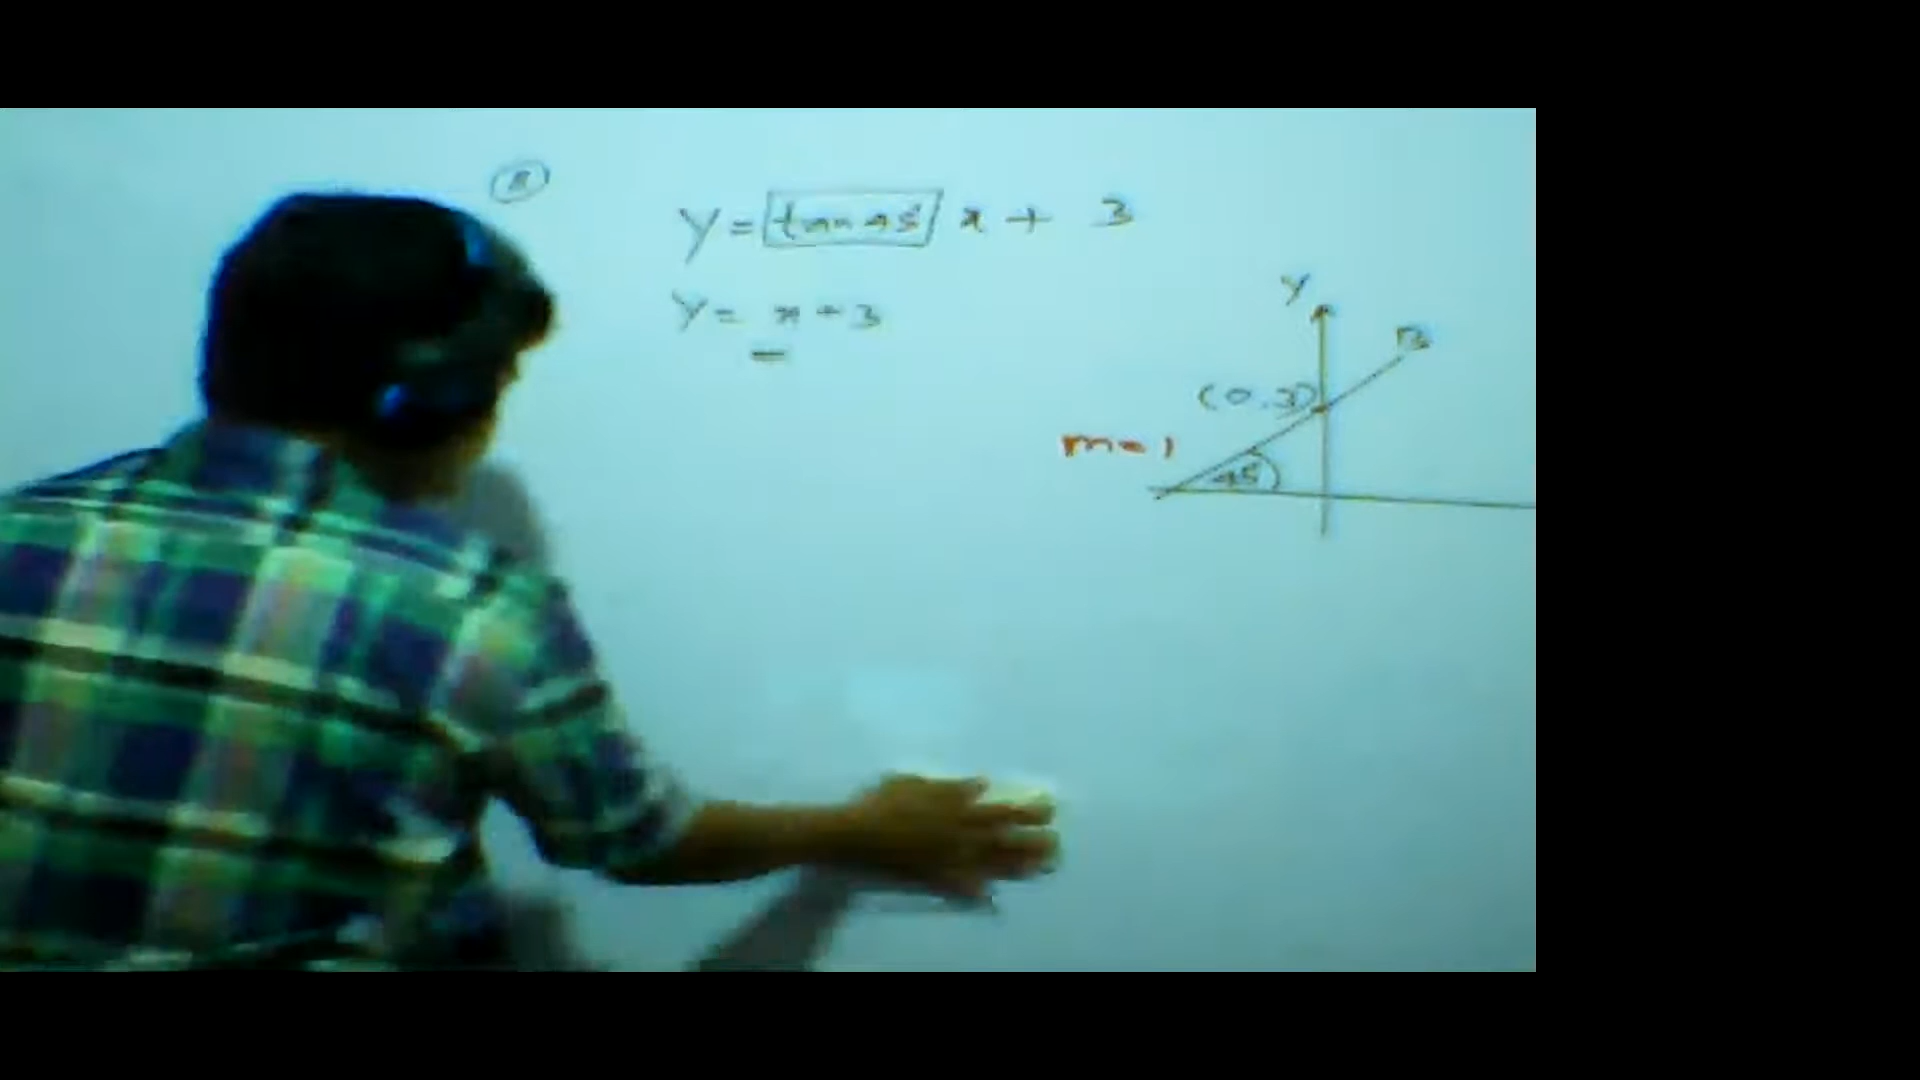 B
Y = tan 45° x + 3
Y = x + 3
Y
B
(0,3)
m = 1
45